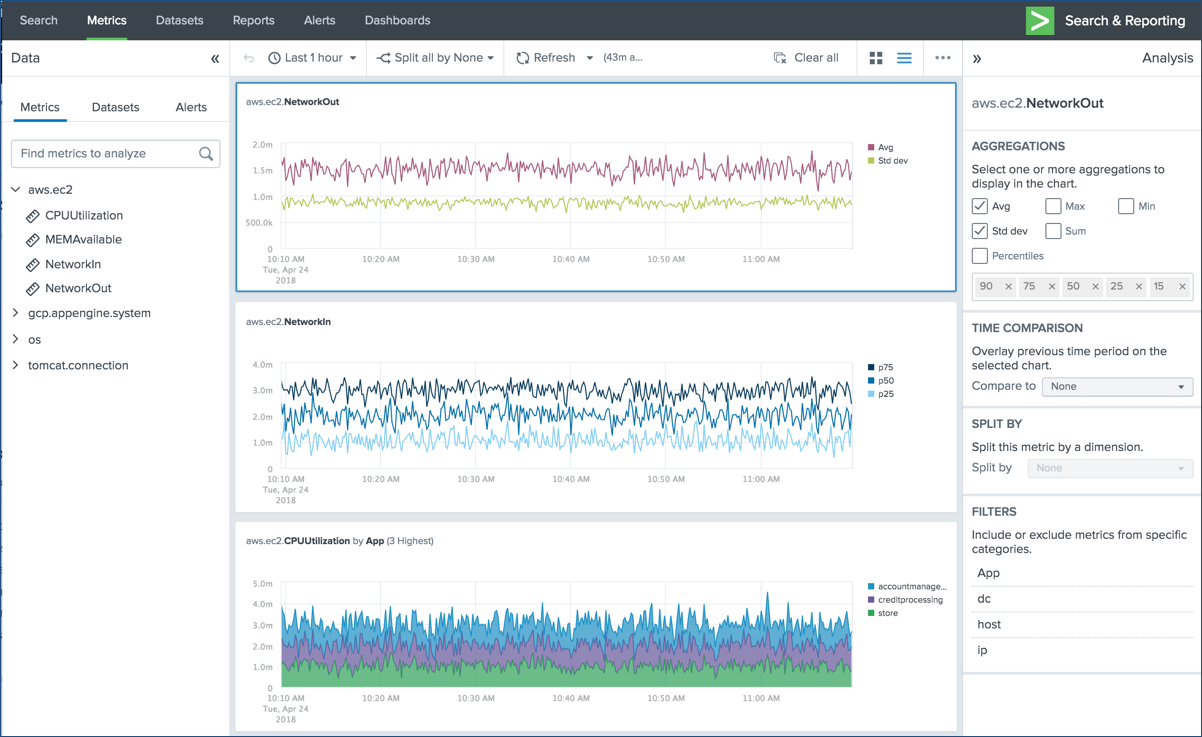 Search Metrics Datasets Reports Alerts Dashboards Search & Reporting
Data
Metrics Datasets Alerts
Find metrics to analyze
aws.ec2
CPUUtilization
MEMAvailable
NetworkIn
NetworkOut
gcp.appengine.system
os
tomcat.connection
Last 1 hour Split all by None Refresh (43m a... Clear all
aws.ec2.NetworkOut
2.0m
1.5m
1.0m
500.0k
0
10:10 AM 10:20 AM 10:30 AM 10:40 AM 10:50 AM 11:00 AM
Tue, Apr 24
2018
Avg
Std dev
aws.ec2.NetworkIn
4.0m
3.0m
2.0m
1.0m
0
10:10 AM 10:20 AM 10:30 AM 10:40 AM 10:50 AM 11:00 AM
Tue, Apr 24
2018
p75
p50
p25
aws.ec2.CPUUtilization by App (3 Highest)
5.0m
4.0m
3.0m
2.0m
1.0m
0
10:10 AM 10:20 AM 10:30 AM 10:40 AM 10:50 AM 11:00 AM
Tue, Apr 24
2018
accountmanage...
creditprocessing
store
Analysis
aws.ec2.NetworkOut
AGGREGATIONS
Select one or more aggregations to
display in the chart.
Avg Max Min
Std dev Sum
Percentiles
90 × 75 × 50 × 25 × 15 ×
TIME COMPARISON
Overlay previous time period on the
selected chart.
Compare to None
SPLIT BY
Split this metric by a dimension.
Split by None
FILTERS
Include or exclude metrics from specific
categories.
App
dc
host
ip